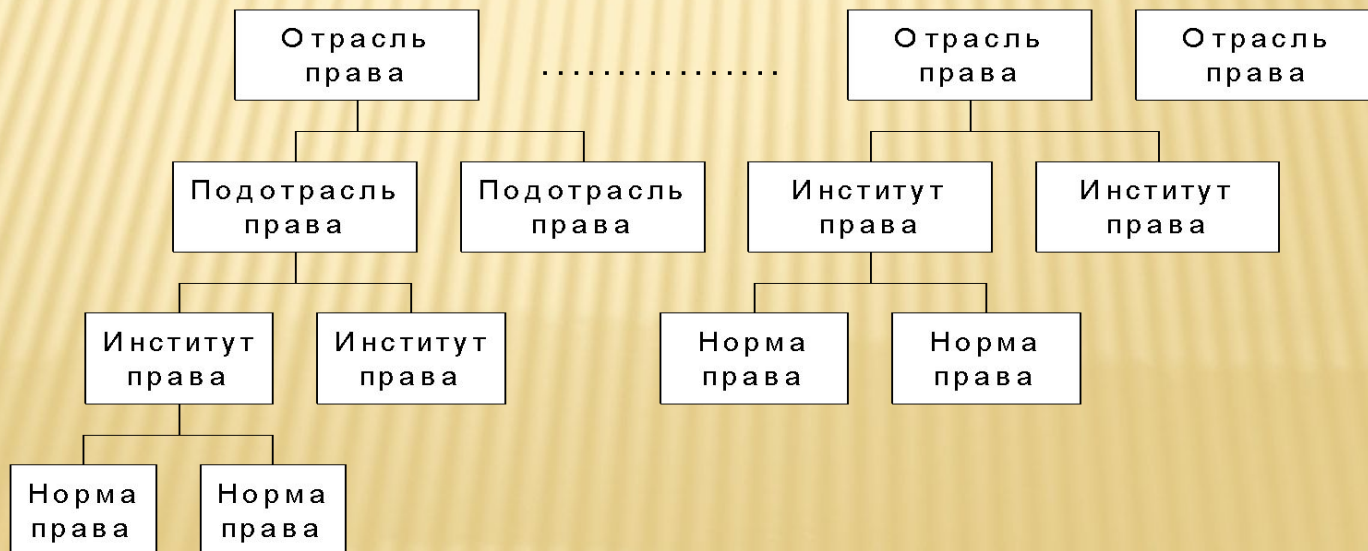 Отрасль
права
................
Отрасль
права
Отрасль
права
Подотрасль
права
Подотрасль
права
Институт
права
Институт
права
Институт
права
Институт
права
Норма
права
Норма
права
Норма
права
Норма
права